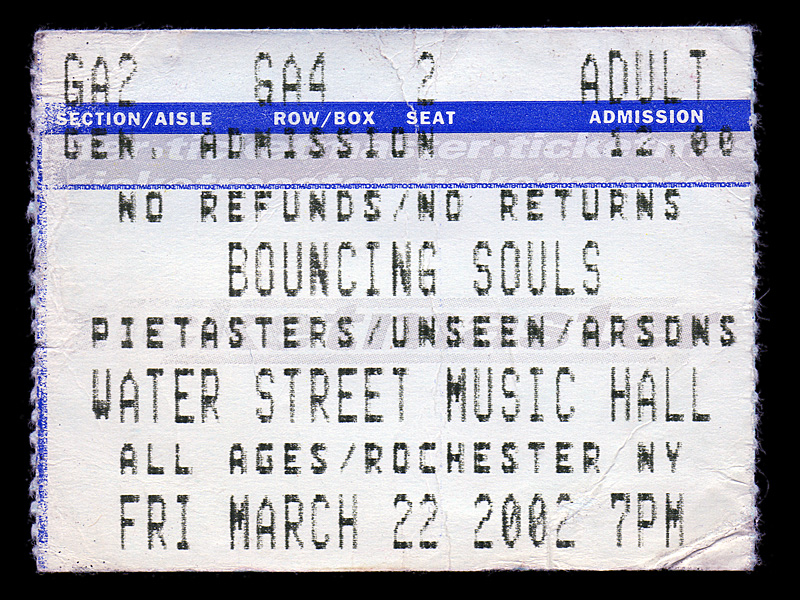 GA2 GA4 2 ADULT
SECTION/AISLE ROW/BOX SEAT ADMISSION
GEN. ADMISSION 12.00
NO REFUNDS/NO RETURNS
BOUNCING SOULS
PIETASTERS/UNSEEN/ARSONS
WATER STREET MUSIC HALL
ALL AGES/ROCHESTER NY
FRI MARCH 22 2002 7PM